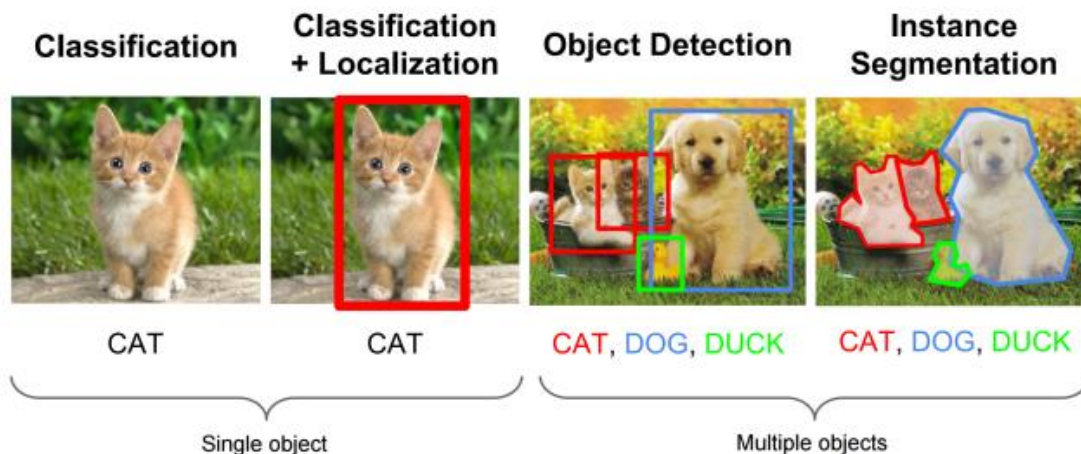 Classification
Classification
+ Localization
Object Detection
Instance
Segmentation
CAT
CAT
CAT, DOG, DUCK
CAT, DOG, DUCK
Single object
Multiple objects